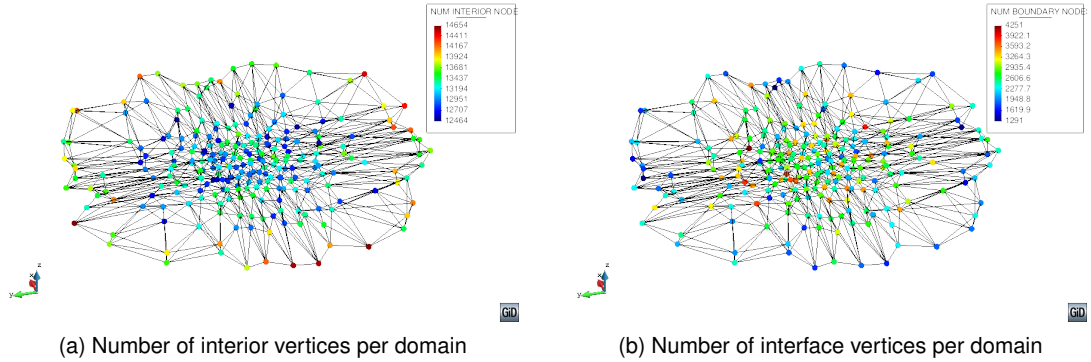 NUM INTERIOR NODE
14654
14411
14167
13924
13681
13437
13194
12951
12707
12464
z
x
y
GiD
(a) Number of interior vertices per domain
NUM BOUNDARY NODE
4251
3922.1
3593.2
3264.3
2935.4
2606.6
2277.7
1948.8
1619.9
1291
z
x
y
GiD
(b) Number of interface vertices per domain